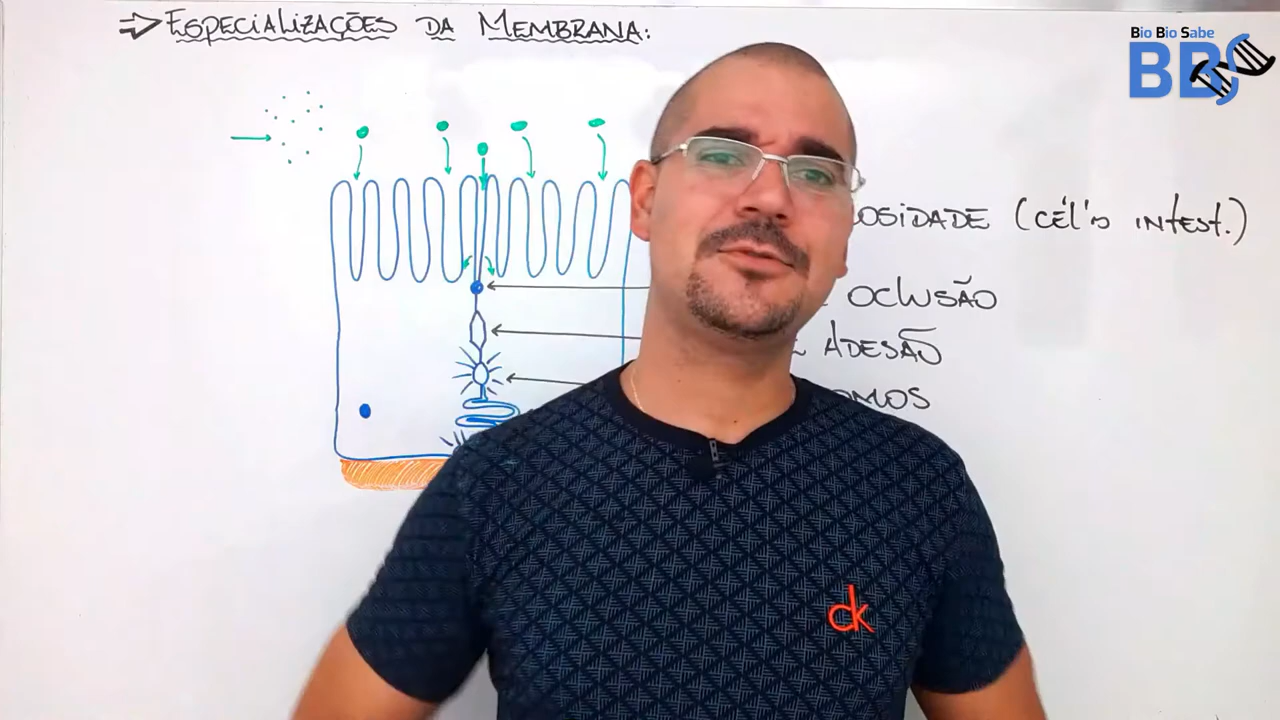 ⇒ ESPECIALIZAÇÕES DA MEMBRANA:
Bio Bio Sabe
BBS
OSIDADE (CÉL'S INTEST.)
OCLUSÃO
ADESÃO
OMOS
ck